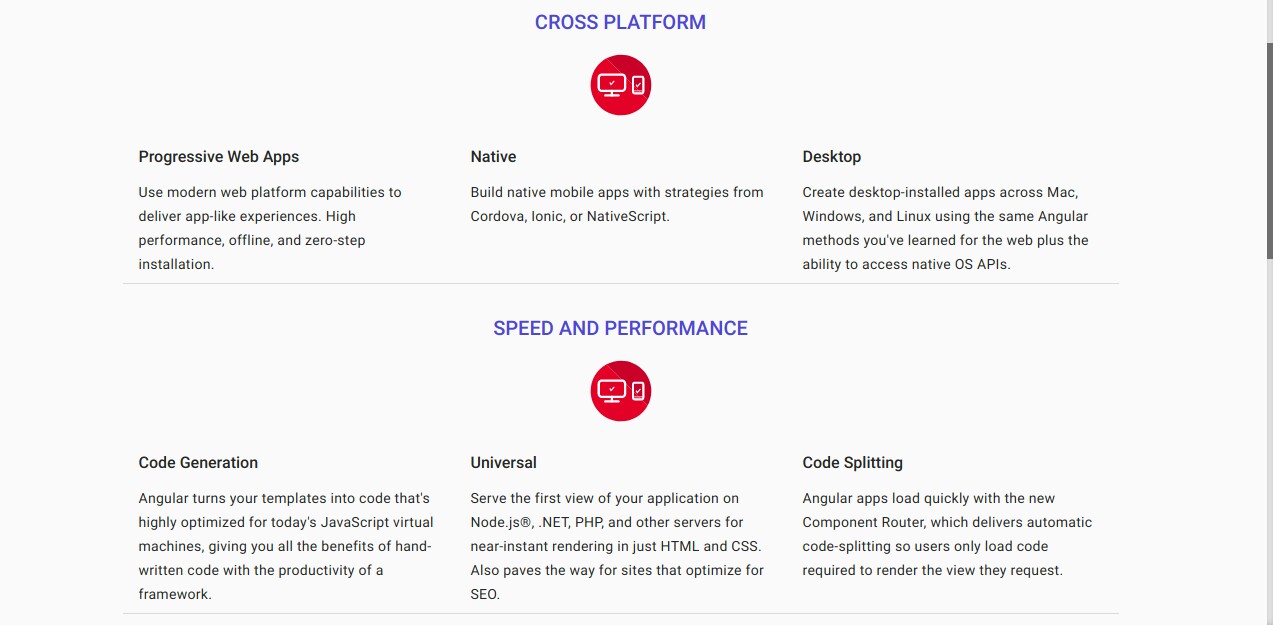 CROSS PLATFORM
Progressive Web Apps
Use modern web platform capabilities to
deliver app-like experiences. High
performance, offline, and zero-step
installation.
Native
Build native mobile apps with strategies from
Cordova, Ionic, or NativeScript.
Desktop
Create desktop-installed apps across Mac,
Windows, and Linux using the same Angular
methods you've learned for the web plus the
ability to access native OS APIs.
SPEED AND PERFORMANCE
Code Generation
Angular turns your templates into code that's
highly optimized for today's JavaScript virtual
machines, giving you all the benefits of hand-
written code with the productivity of a
framework.
Universal
Serve the first view of your application on
Node.js®, .NET, PHP, and other servers for
near-instant rendering in just HTML and CSS.
Also paves the way for sites that optimize for
SEO.
Code Splitting
Angular apps load quickly with the new
Component Router, which delivers automatic
code-splitting so users only load code
required to render the view they request.